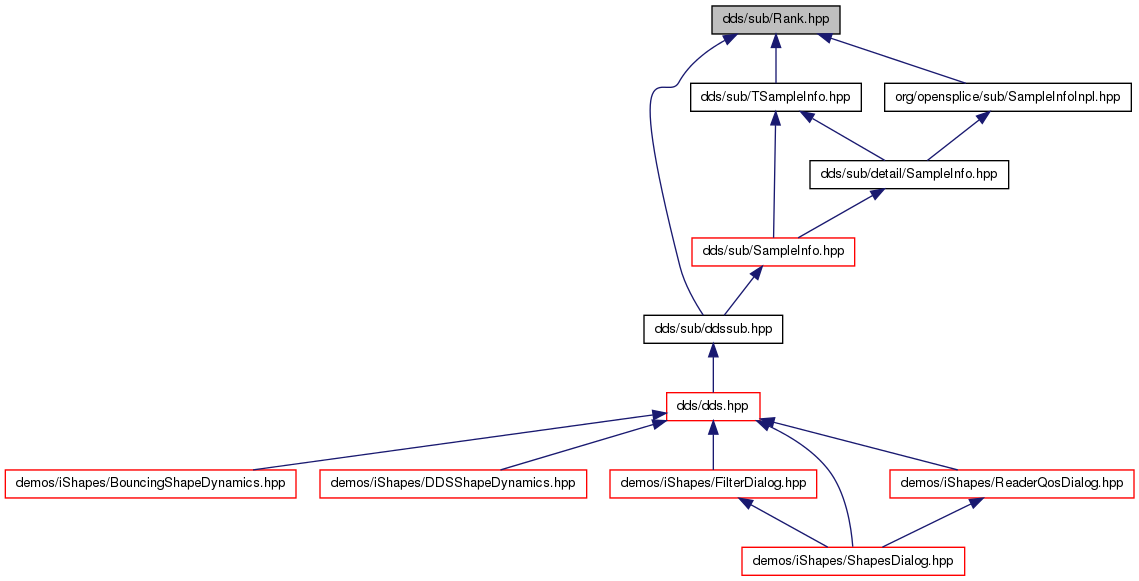 dds/sub/Rank.hpp
dds/sub/TSampleInfo.hpp
org/opensplice/sub/SampleInfoInpl.hpp
dds/sub/detail/SampleInfo.hpp
dds/sub/SampleInfo.hpp
dds/sub/ddssub.hpp
dds/dds.hpp
demos/iShapes/BouncingShapeDynamics.hpp
demos/iShapes/DDSShapeDynamics.hpp
demos/iShapes/FilterDialog.hpp
demos/iShapes/ReaderQosDialog.hpp
demos/iShapes/ShapesDialog.hpp